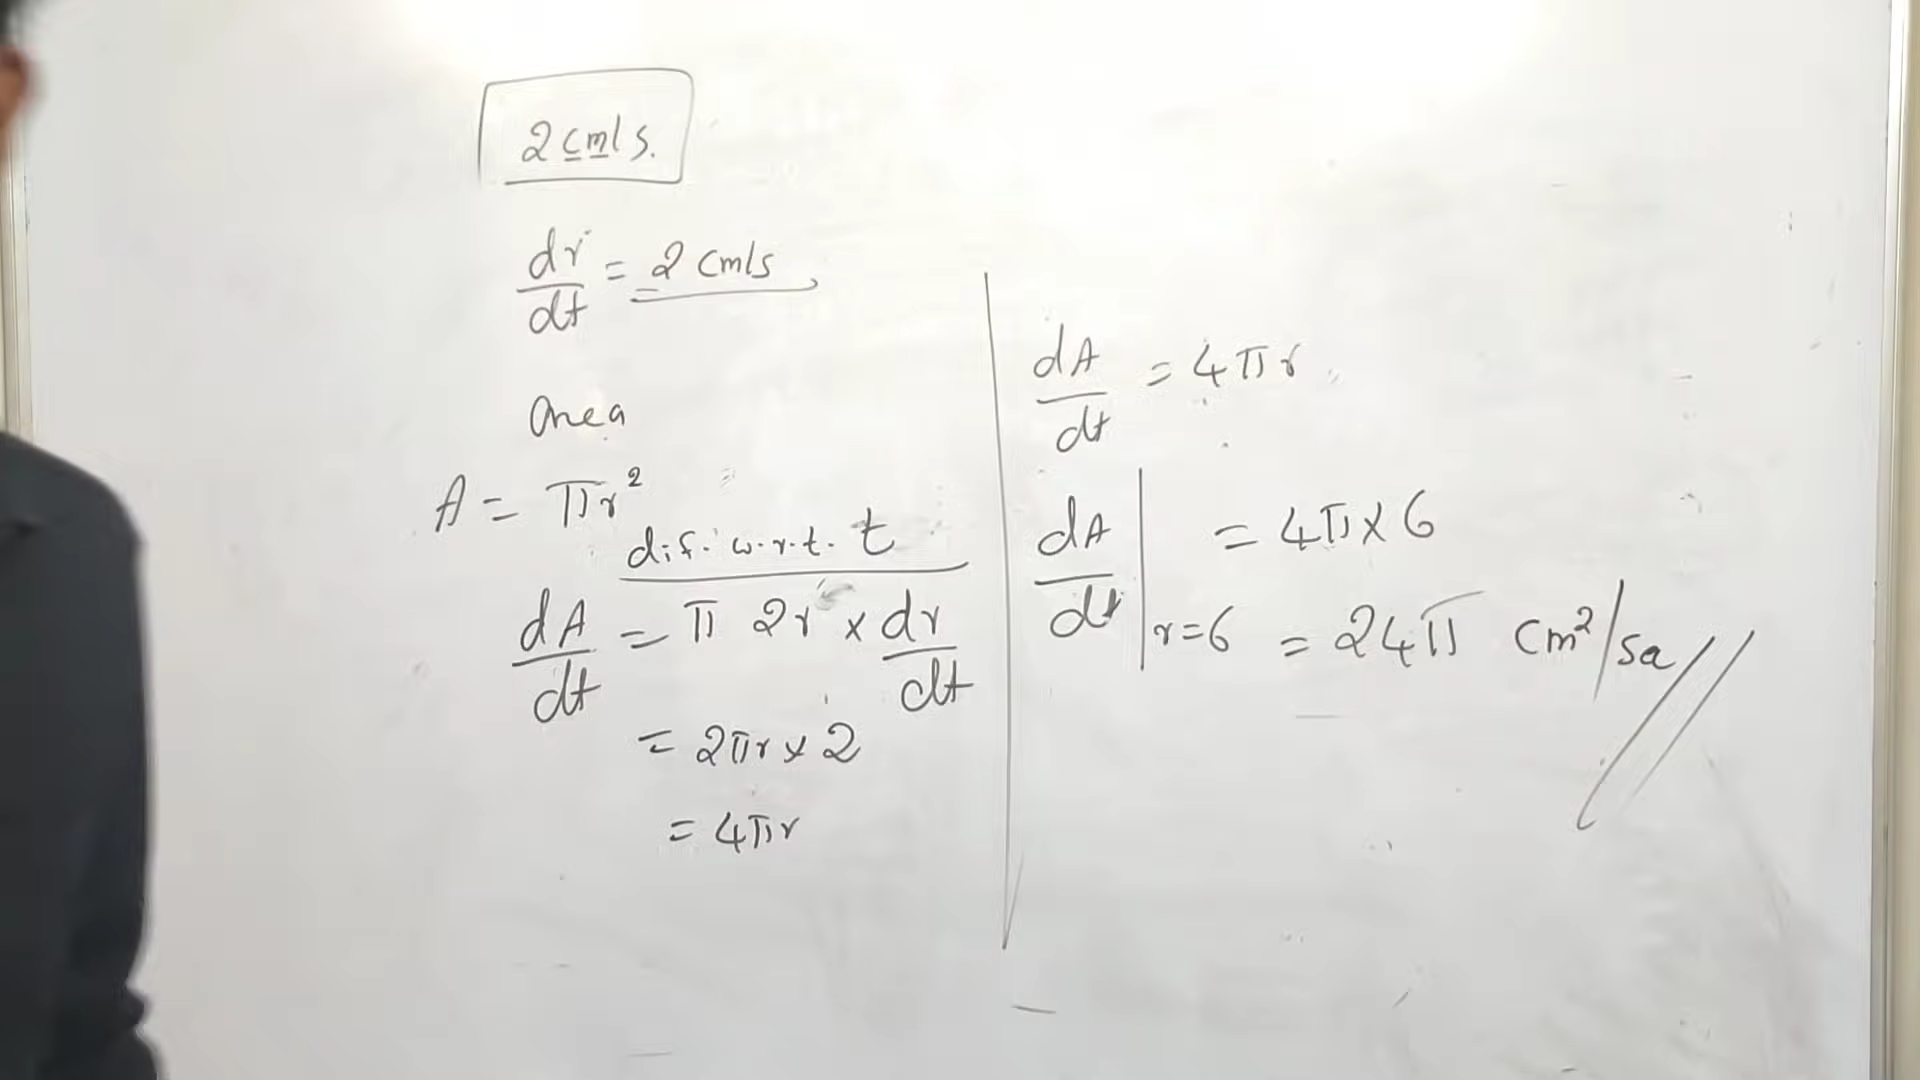 2 cm/s.
dr/dt = 2 cm/s
Area
A = πr²
dif. w.r.t. t
dA/dt = π 2r × dr/dt
= 2πr × 2
= 4πr
dA/dt = 4πr
dA/dt |r=6 = 4π × 6
= 24π cm²/sec